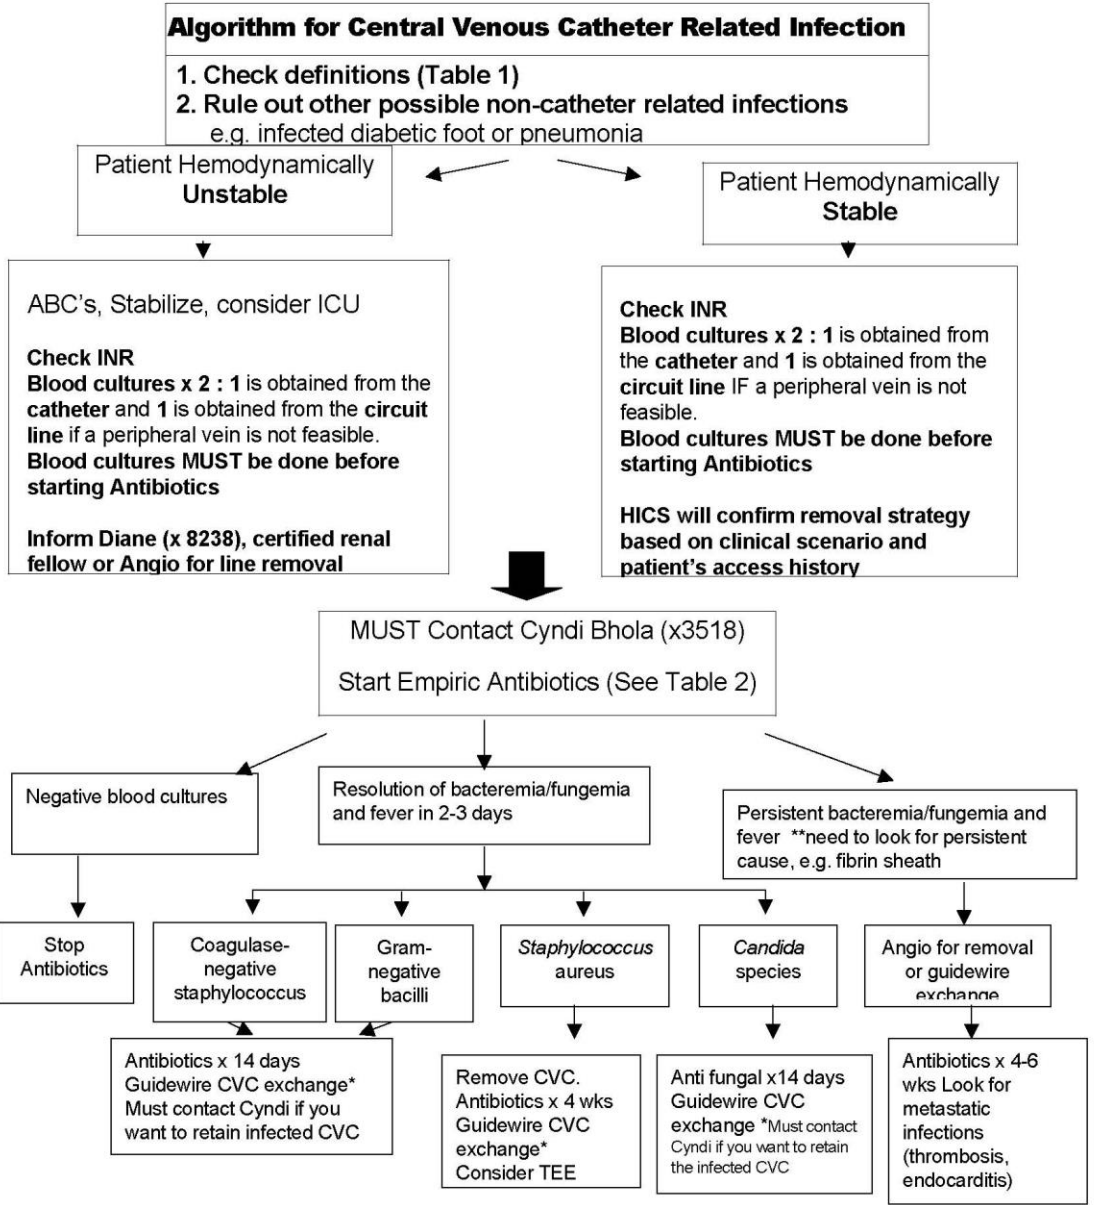 Algorithm for Central Venous Catheter Related Infection
1. Check definitions (Table 1)
2. Rule out other possible non-catheter related infections
e.g. infected diabetic foot or pneumonia
Patient Hemodynamically
Unstable
Patient Hemodynamically
Stable
ABC's, Stabilize, consider ICU
Check INR
Blood cultures x 2 : 1 is obtained from the
catheter and 1 is obtained from the circuit
line if a peripheral vein is not feasible.
Blood cultures MUST be done before
starting Antibiotics
Inform Diane (x 8238), certified renal
fellow or Angio for line removal
Check INR
Blood cultures x 2 : 1 is obtained from
the catheter and 1 is obtained from the
circuit line IF a peripheral vein is not
feasible.
Blood cultures MUST be done before
starting Antibiotics
HICS will confirm removal strategy
based on clinical scenario and
patient's access history
MUST Contact Cyndi Bhola (x3518)
Start Empiric Antibiotics (See Table 2)
Negative blood cultures
Resolution of bacteremia/fungemia
and fever in 2-3 days
Persistent bacteremia/fungemia and
fever **need to look for persistent
cause, e.g. fibrin sheath
Stop
Antibiotics
Coagulase-
negative
staphylococcus
Gram-
negative
bacilli
Staphylococcus
aureus
Candida
species
Angio for removal
or guidewire
exchange
Antibiotics x 14 days
Guidewire CVC exchange*
Must contact Cyndi if you
want to retain infected CVC
Remove CVC.
Antibiotics x 4 wks
Guidewire CVC
exchange*
Consider TEE
Anti fungal x14 days
Guidewire CVC
exchange *Must contact
Cyndi if you want to retain
the infected CVC
Antibiotics x 4-6
wks Look for
metastatic
infections
(thrombosis,
endocarditis)